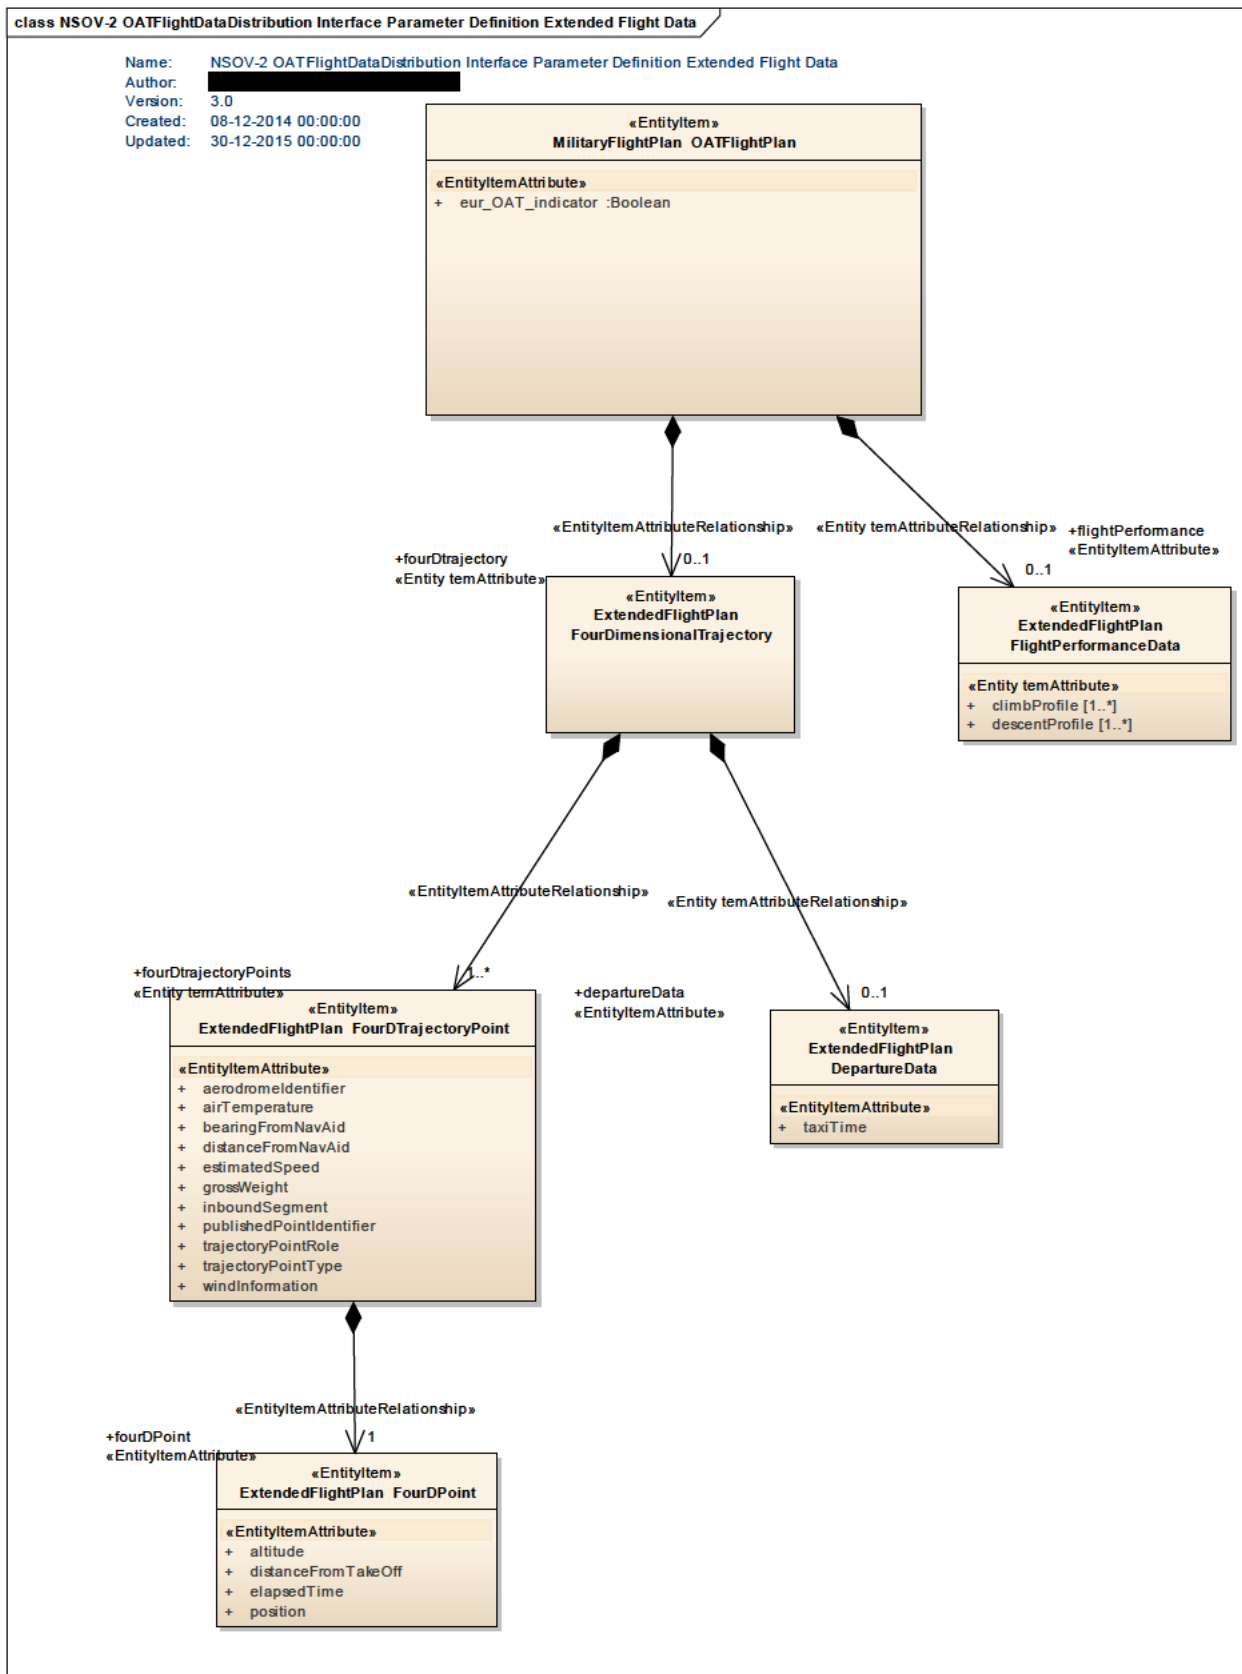 class NSOV-2 OATFlightDataDistribution Interface Parameter Definition Extended Flight Data
Name: NSOV-2 OATFlightDataDistribution Interface Parameter Definition Extended Flight Data
Author:
Version: 3.0
Created: 08-12-2014 00:00:00
Updated: 30-12-2015 00:00:00
«EntityItem»
MilitaryFlightPlan OATFlightPlan
«EntityItemAttribute»
+ eur_OAT_indicator :Boolean
«EntityItemAttributeRelationship»
«Entity temAttributeRelationship»
+flightPerformance
«EntityItemAttribute»
0..1
+fourDtrajectory
«Entity temAttribute»
0..1
«EntityItem»
ExtendedFlightPlan
FourDimensionalTrajectory
«EntityItem»
ExtendedFlightPlan
FlightPerformanceData
«Entity temAttribute»
+ climbProfile [1..*]
+ descentProfile [1..*]
«EntityItemAttributeRelationship»
«Entity temAttributeRelationship»
+fourDtrajectoryPoints
«Entity temAttribute»
1..*
+departureData
«EntityItemAttribute»
0..1
«EntityItem»
ExtendedFlightPlan FourDTrajectoryPoint
«EntityItemAttribute»
+ aerodromeIdentifier
+ airTemperature
+ bearingFromNavAid
+ distanceFromNavAid
+ estimatedSpeed
+ grossWeight
+ inboundSegment
+ publishedPointIdentifier
+ trajectoryPointRole
+ trajectoryPointType
+ windInformation
«EntityItem»
ExtendedFlightPlan
DepartureData
«EntityItemAttribute»
+ taxiTime
«EntityItemAttributeRelationship»
+fourDPoint
«EntityItemAttribute»
1
«EntityItem»
ExtendedFlightPlan FourDPoint
«EntityItemAttribute»
+ altitude
+ distanceFromTakeOff
+ elapsedTime
+ position